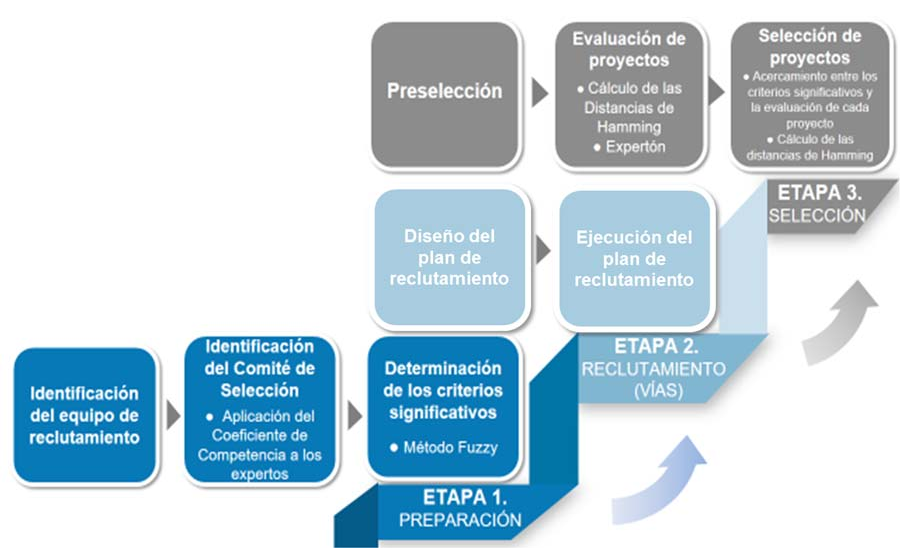 Preselección
Evaluación de
proyectos
● Cálculo de las
Distancias de
Hamming
● Expertón
Selección de
proyectos
● Acercamiento entre los
criterios significativos y
la evaluación de cada
proyecto
● Cálculo de las
distancias de Hamming
ETAPA 3.
SELECCIÓN
Diseño del
plan de
reclutamiento
Ejecución del
plan de
reclutamiento
ETAPA 2.
RECLUTAMIENTO
(VÍAS)
Identificación
del equipo de
reclutamiento
Identificación
del Comité de
Selección
● Aplicación del
Coeficiente de
Competencia a los
expertos
Determinación
de los criterios
significativos
● Método Fuzzy
ETAPA 1.
PREPARACIÓN